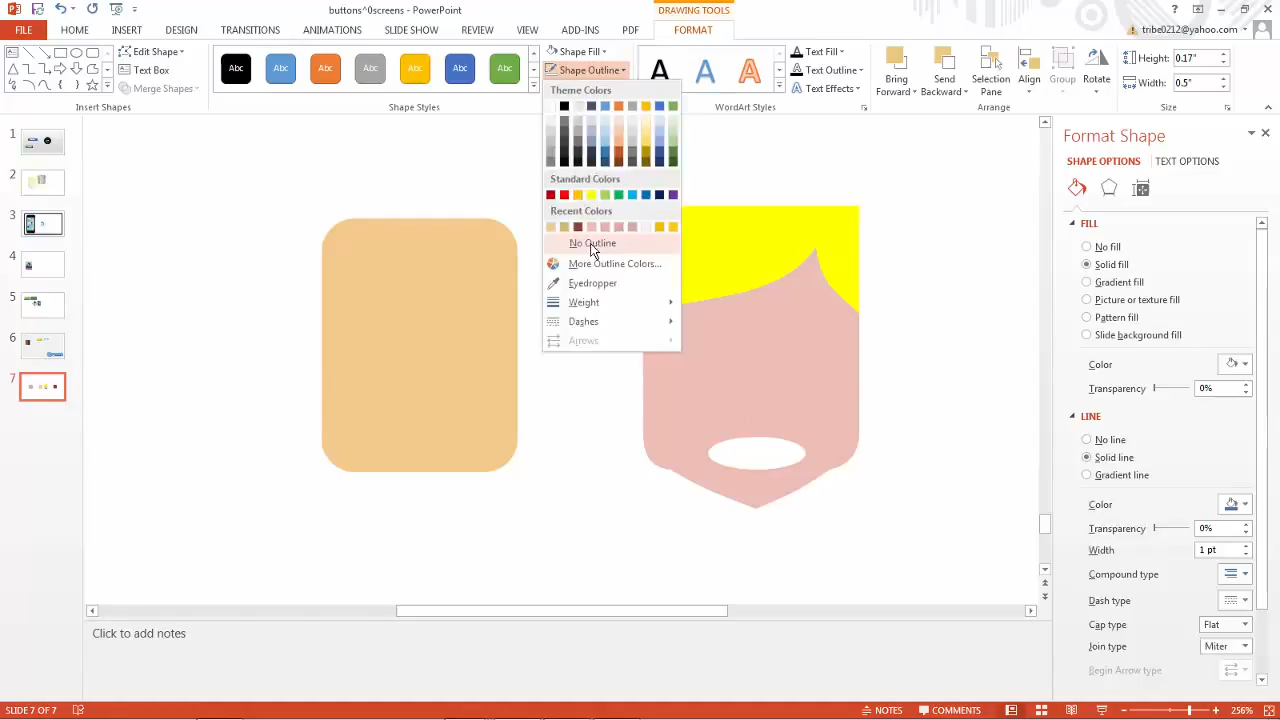 buttons^0screens - PowerPoint
DRAWING TOOLS
FILE HOME INSERT DESIGN TRANSITIONS ANIMATIONS SLIDE SHOW REVIEW VIEW ADD-INS PDF FORMAT
tribe0212@yahoo.com
Edit Shape
Text Box
Merge Shapes
Insert Shapes
Abc Abc Abc Abc Abc Abc Abc
Shape Styles
Shape Fill
Shape Outline
A A A
WordArt Styles
Text Fill
Text Outline
Text Effects
Bring Forward
Send Backward
Selection Pane
Align
Group
Rotate
Arrange
Height: 0.17"
Width: 0.5"
Size
Theme Colors
Standard Colors
Recent Colors
No Outline
More Outline Colors...
Eyedropper
Weight
Dashes
Arrows
1
2
3
4
5
6
7
Format Shape
SHAPE OPTIONS TEXT OPTIONS
FILL
No fill
Solid fill
Gradient fill
Picture or texture fill
Pattern fill
Slide background fill
Color
Transparency 0%
LINE
No line
Solid line
Gradient line
Color
Transparency 0%
Width 1 pt
Compound type
Dash type
Cap type Flat
Join type Miter
Begin Arrow type
Click to add notes
SLIDE 7 OF 7
NOTES COMMENTS 256%